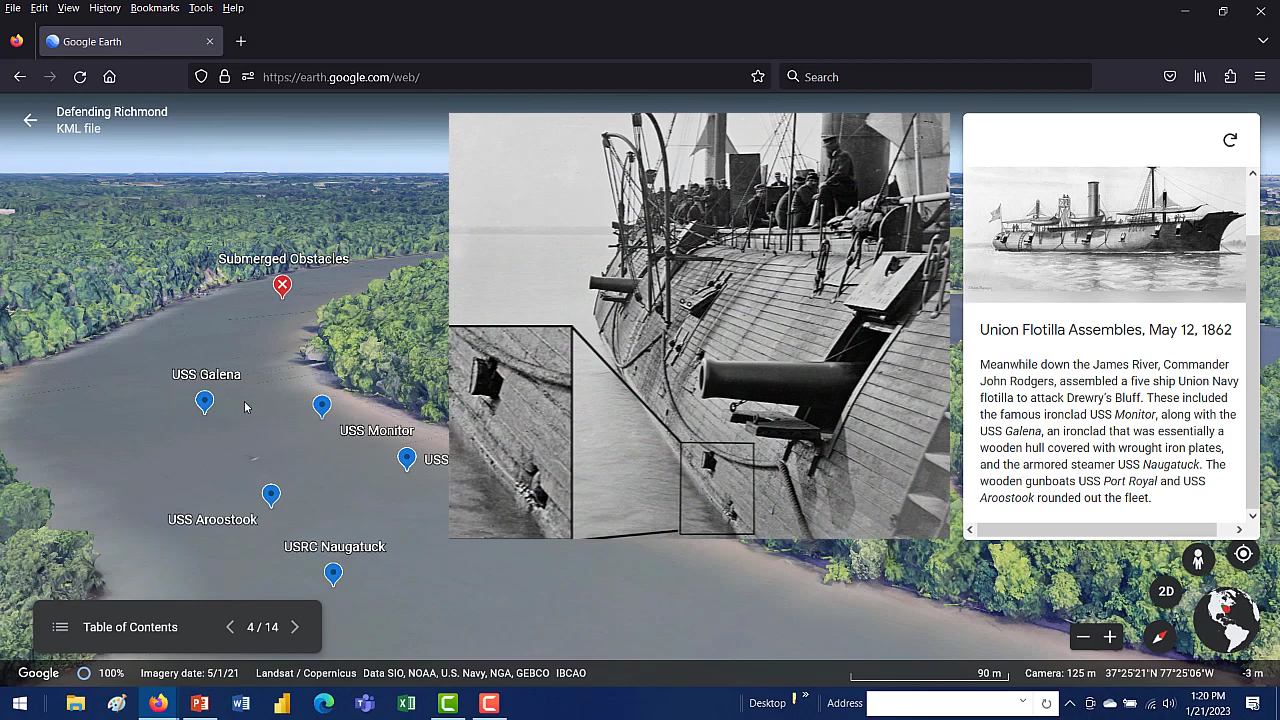 File Edit View History Bookmarks Tools Help
Google Earth
https://earth.google.com/web/
Search
Defending Richmond
KML file
Submerged Obstacles
USS Galena
USS Monitor
USS
USS Aroostook
USRC Naugatuck
Union Flotilla Assembles, May 12, 1862
Meanwhile down the James River, Commander
John Rodgers, assembled a five ship Union Navy
flotilla to attack Drewry's Bluff. These included
the famous ironclad USS Monitor, along with the
USS Galena, an ironclad that was essentially a
wooden hull covered with wrought iron plates,
and the armored steamer USS Naugatuck. The
wooden gunboats USS Port Royal and USS
Aroostook rounded out the fleet.
2D
Table of Contents 4 / 14
Google 100% Imagery date: 5/1/21 Landsat / Copernicus Data SIO, NOAA, U.S. Navy, NGA, GEBCO IBCAO 90 m Camera: 125 m 37°25'21"N 77°25'06"W -3 m
Desktop » Address
1:20 PM
1/21/2023